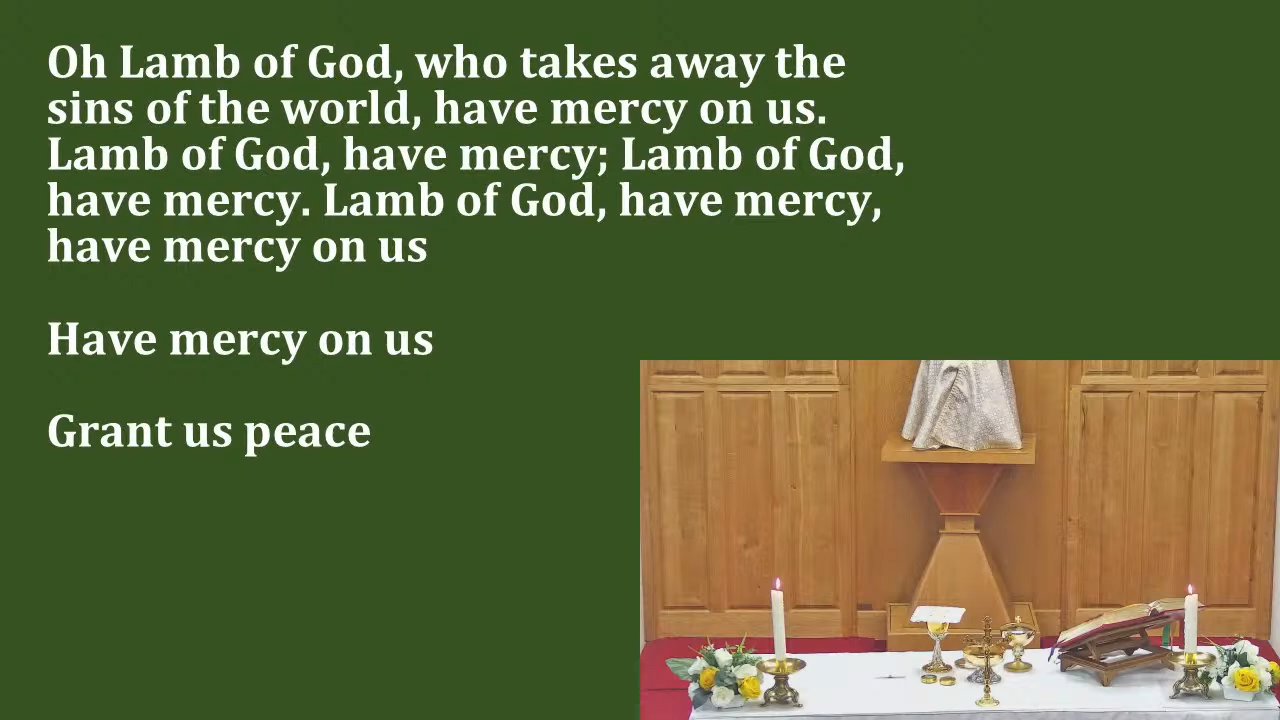 Oh Lamb of God, who takes away the
sins of the world, have mercy on us.
Lamb of God, have mercy; Lamb of God,
have mercy. Lamb of God, have mercy,
have mercy on us
Have mercy on us
Grant us peace